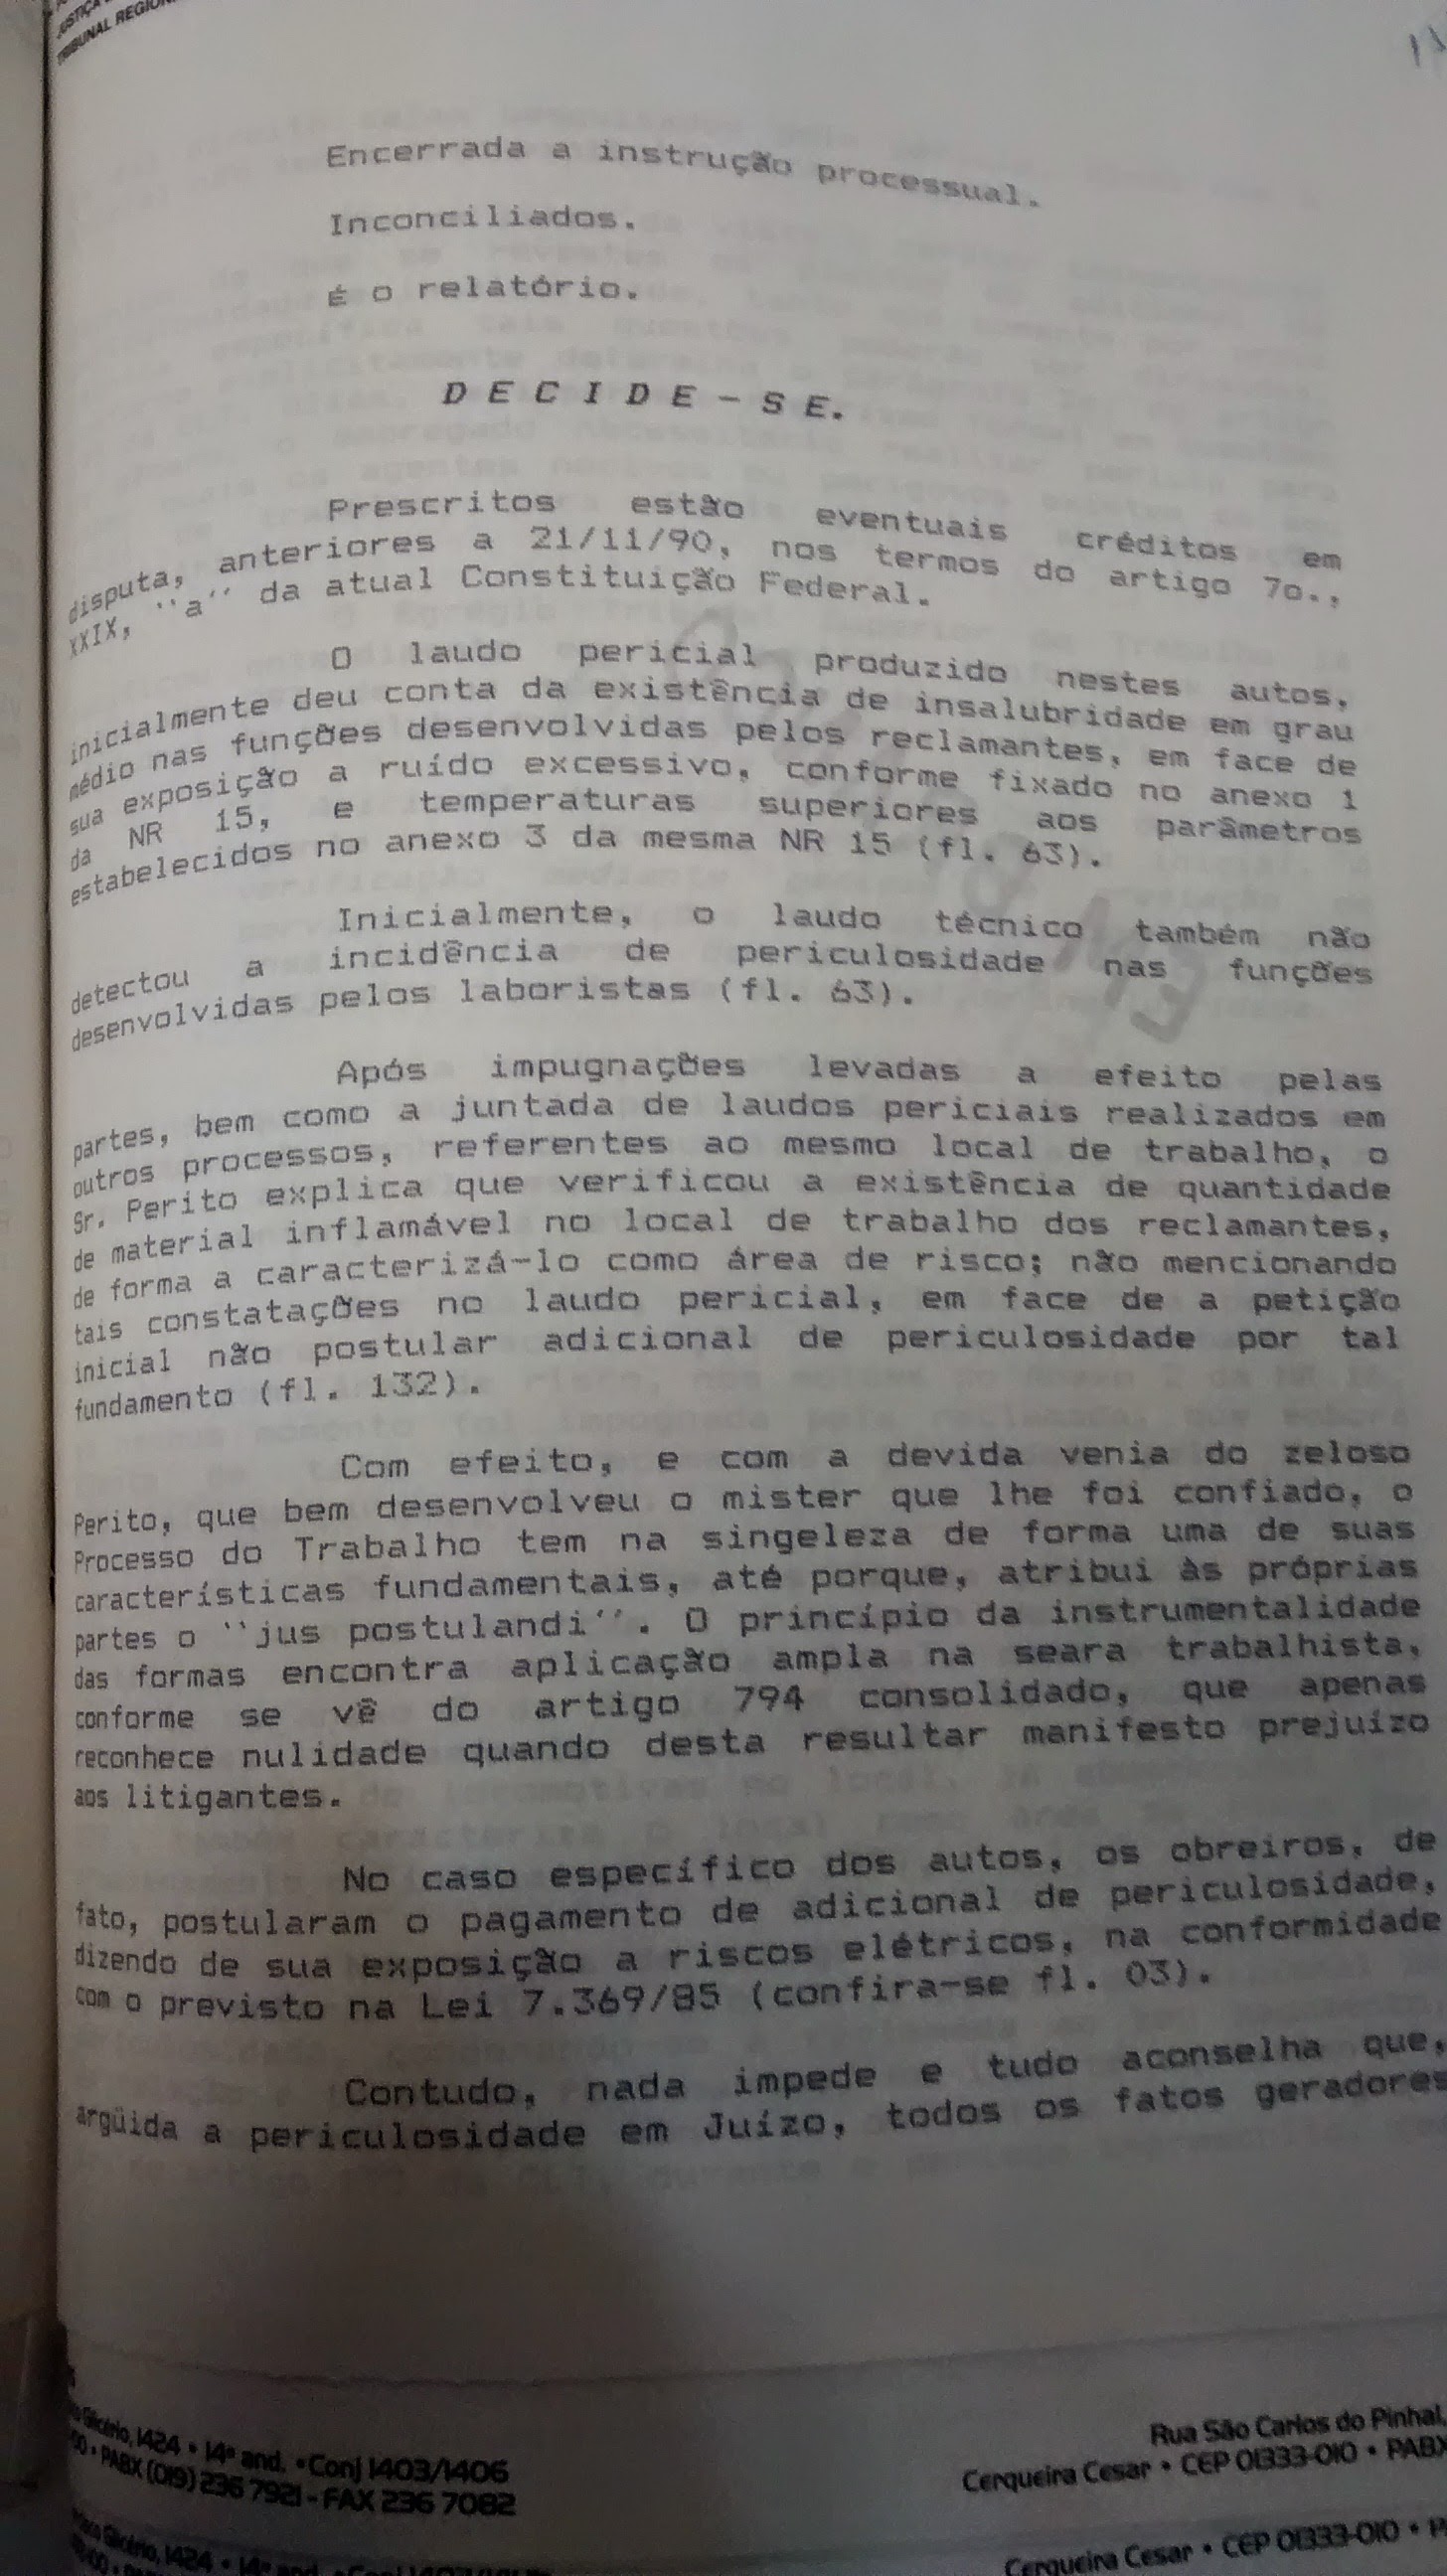 JUSTIÇA
TRIBUNAL REGION
Encerrada a instrução processual.
Inconciliados.
É o relatório.
D E C I D E - S E.
Prescritos estão eventuais créditos em
disputa, anteriores a 21/11/90, nos termos do artigo 7o.,
XXIX, ''a'' da atual Constituição Federal.
O laudo pericial produzido nestes autos,
inicialmente deu conta da existência de insalubridade em grau
médio nas funções desenvolvidas pelos reclamantes, em face de
sua exposição a ruído excessivo, conforme fixado no anexo 1
da NR 15, e temperaturas superiores aos parâmetros
estabelecidos no anexo 3 da mesma NR 15 (fl. 63).
Inicialmente, o laudo técnico também não
detectou a incidência de periculosidade nas funções
desenvolvidas pelos laboristas (fl. 63).
Após impugnações levadas a efeito pelas
partes, bem como a juntada de laudos periciais realizados em
outros processos, referentes ao mesmo local de trabalho, o
Sr. Perito explica que verificou a existência de quantidade
de material inflamável no local de trabalho dos reclamantes,
de forma a caracterizá-lo como área de risco; não mencionando
tais constatações no laudo pericial, em face de a petição
inicial não postular adicional de periculosidade por tal
fundamento (fl. 132).
Com efeito, e com a devida venia do zeloso
Perito, que bem desenvolveu o mister que lhe foi confiado, o
Processo do Trabalho tem na singeleza de forma uma de suas
características fundamentais, até porque, atribui às próprias
partes o ''jus postulandi''. O princípio da instrumentalidade
das formas encontra aplicação ampla na seara trabalhista,
conforme se vê do artigo 794 consolidado, que apenas
reconhece nulidade quando desta resultar manifesto prejuízo
aos litigantes.
No caso específico dos autos, os obreiros, de
fato, postularam o pagamento de adicional de periculosidade,
dizendo de sua exposição a riscos elétricos, na conformidade
com o previsto na Lei 7.369/85 (confira-se fl. 03).
Contudo, nada impede e tudo aconselha que,
argüida a periculosidade em Juízo, todos os fatos geradores
Glicério, 1424 • 14º and. • Conj 1403/1406
00 • PABX (019) 236 7921 - FAX 236 7082
Rua São Carlos do Pinhal,
Cerqueira Cesar • CEP 01333-010 • PABX
Glicério, 1424 • 14º and. • Conj 1403/1406
Cerqueira Cesar • CEP 01333-010 •